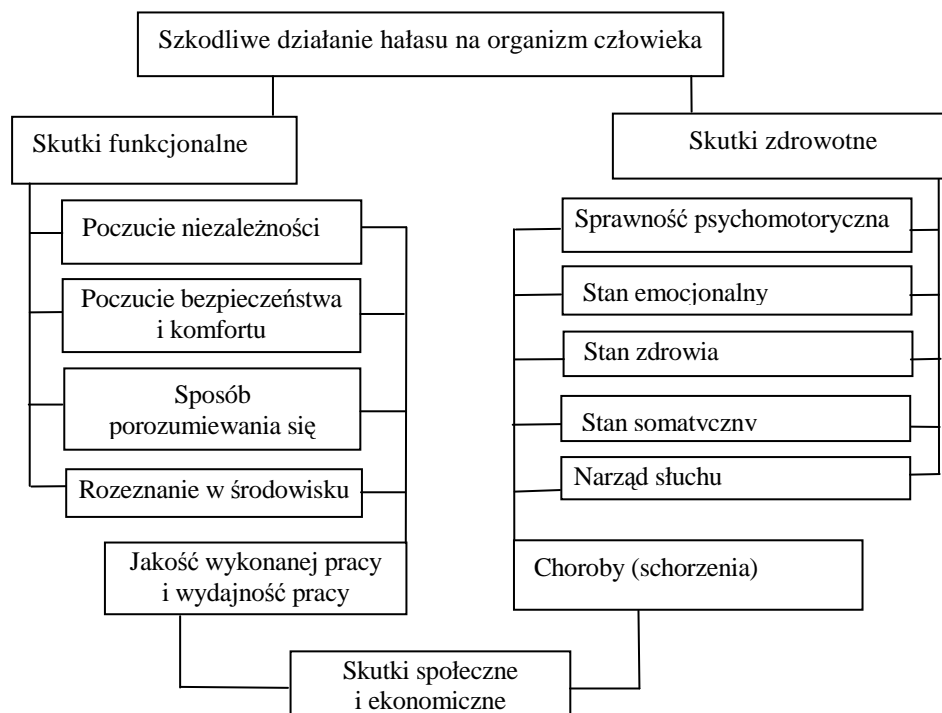 Szkodliwe działanie hałasu na organizm człowieka
Skutki funkcjonalne
Skutki zdrowotne
Poczucie niezależności
Poczucie bezpieczeństwa
i komfortu
Sposób
porozumiewania się
Rozeznanie w środowisku
Jakość wykonanej pracy
i wydajność pracy
Sprawność psychomotoryczna
Stan emocjonalny
Stan zdrowia
Stan somatyczny
Narząd słuchu
Choroby (schorzenia)
Skutki społeczne
i ekonomiczne